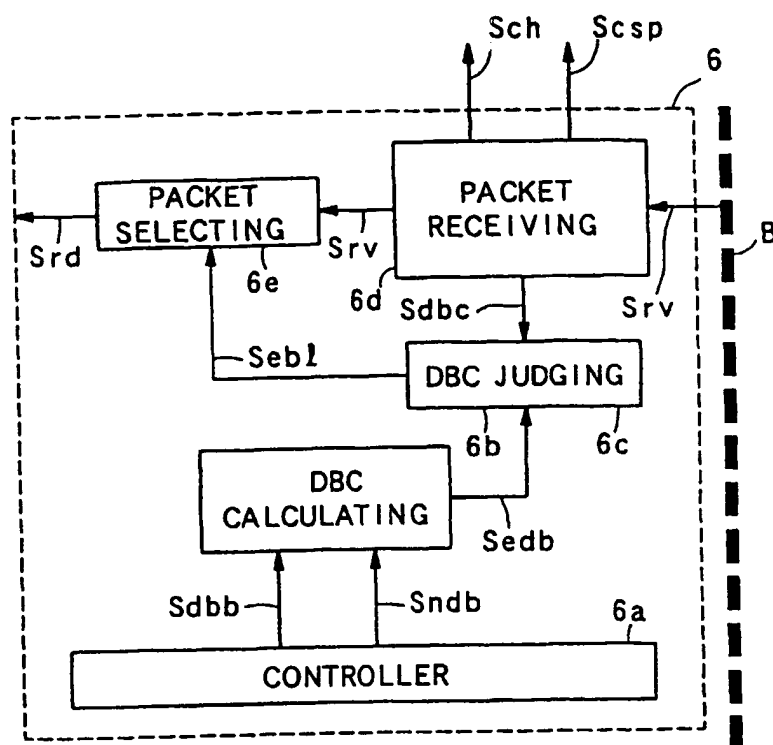 Sch
Scsp
6
PACKET
SELECTING
Srv
PACKET
RECEIVING
Srd
6e
6d
Sdbc
Srv
B
Sebl
DBC JUDGING
6b
6c
DBC
CALCULATING
Sedb
Sdbb
Sndb
6a
CONTROLLER